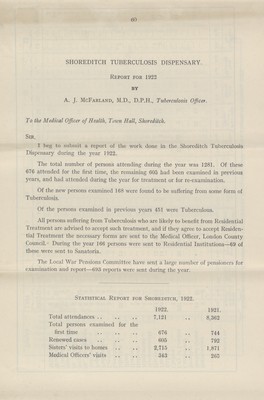 60
SHOREDITCH TUBERCULOSIS DISPENSARY.
REPORT FOR 1922
BY
A. J. McFARLAND, M.D., D.P.H., Tuberculosis Officer.
To the Medical Officer of Health, Town Hall, Shoreditch.
SIR,
I beg to submit a report of the work done in the Shoreditch Tuberculosis
Dispensary during the year 1922.
The total number of persons attending during the year was 1281. Of these
676 attended for the first time, the remaining 605 had been examined in previous
years, and had attended during the year for treatment or for re-examination.
Of the new persons examined 168 were found to be suffering from some form of
Tuberculosis.
Of the persons examined in previous years 451 were Tuberculosis.
All persons suffering from Tuberculosis who are likely to benefit from Residential
Treatment are advised to accept such treatment, and if they agree to accept Residen-
tial Treatment the necessary forms are sent to the Medical Officer, London County
Council. During the year 166 persons were sent to Residential Institutions—69 of
these were sent to Sanatoria.
The Local War Pensions Committee have sent a large number of pensioners for
examination and report—693 reports were sent during the year.
STATISTICAL REPORT FOR SHOREDITCH, 1922.
1922. 1921.
Total attendances .. .. .. 7,121 .. 8,362
Total persons examined for the
first time .. .. .. 676 .. 744
Renewed cases .. .. .. 605 .. 792
Sisters' visits to homes .. .. 2,715 .. 1,871
Medical Officers' visits .. .. 343 .. 265